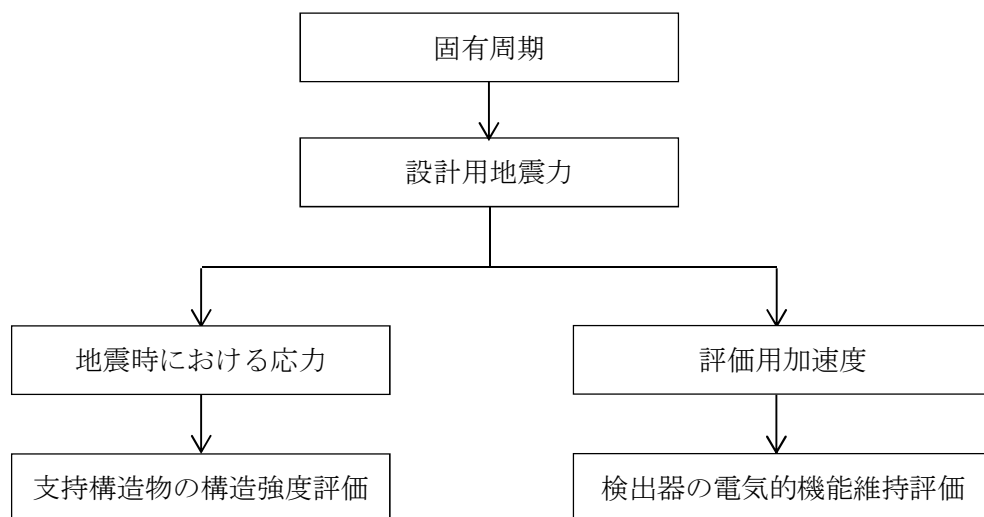 固有周期
設計用地震力
地震時における応力
評価用加速度
支持構造物の構造強度評価
検出器の電気的機能維持評価